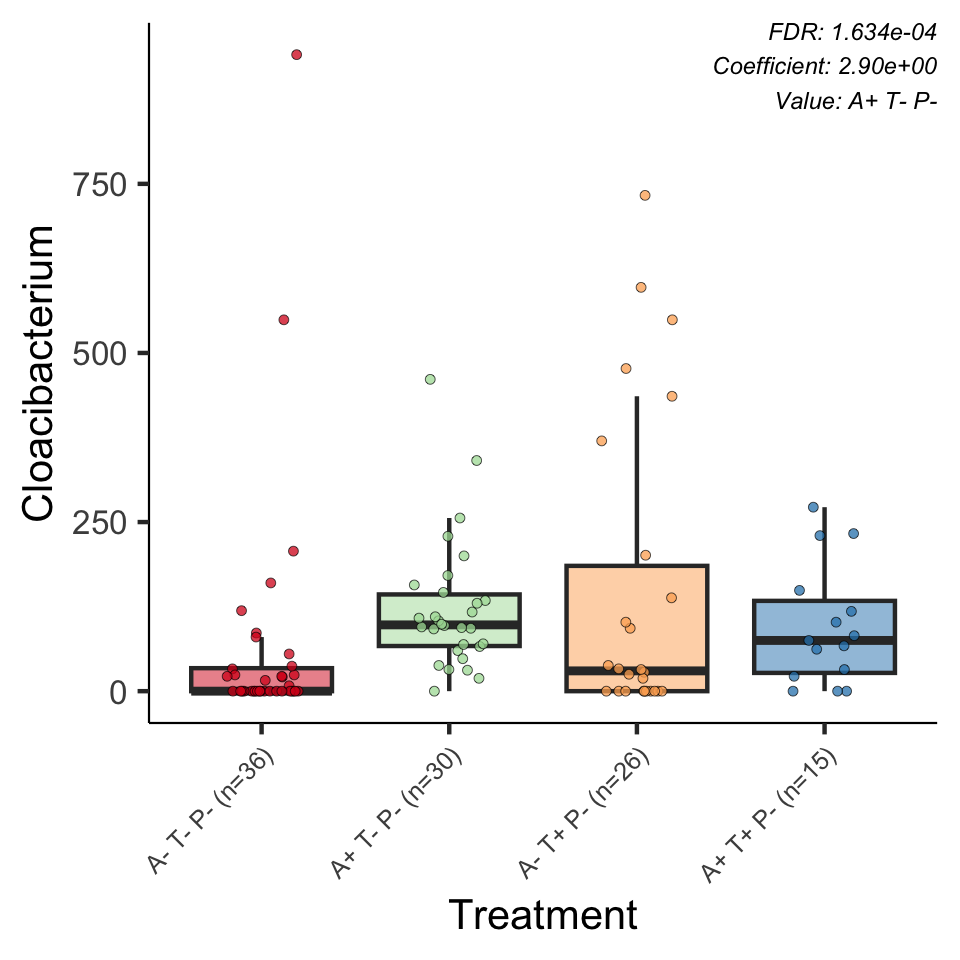 FDR: 1.634e-04
Coefficient: 2.90e+00
Value: A+ T- P-
Cloacibacterium
750
500
250
0
A- T- P- (n=36)
A+ T- P- (n=30)
A- T+ P- (n=26)
A+ T+ P- (n=15)
Treatment